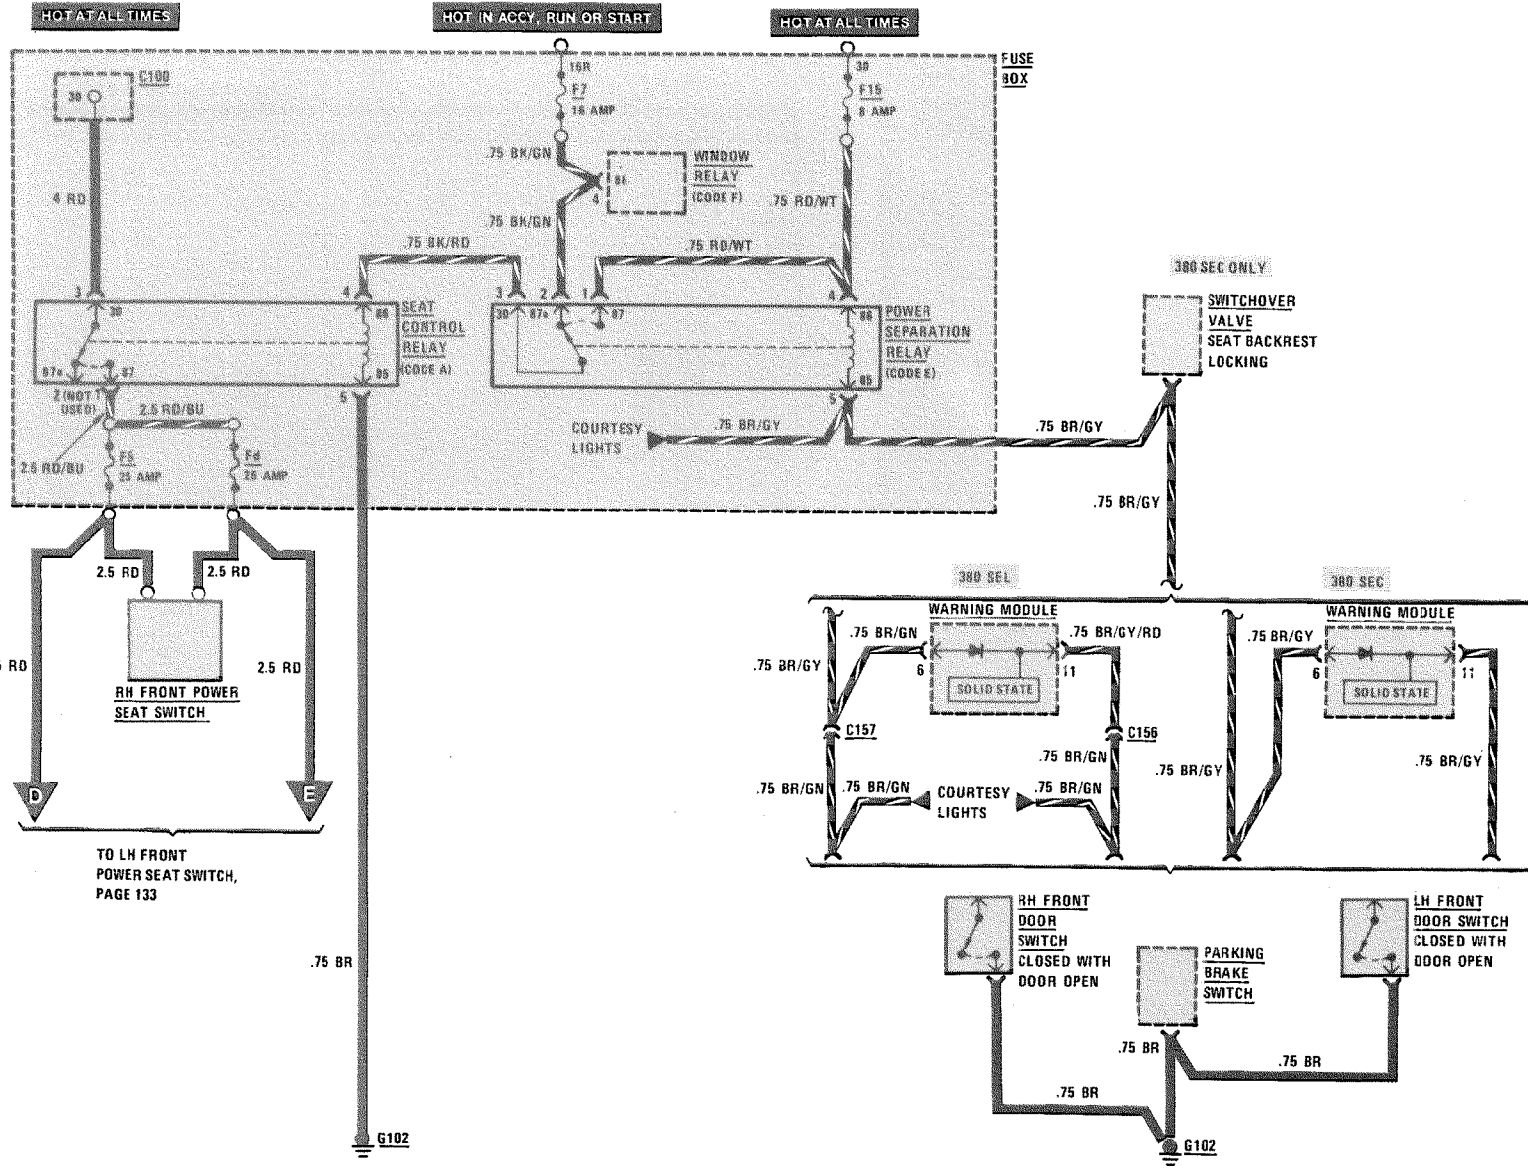 HOT AT ALL TIMES
HOT IN ACCY, RUN OR START
HOT AT ALL TIMES
FUSE
BOX
C100
30
16R
F7
16 AMP
30
F15
8 AMP
.75 BK/GN
WINDOW
RELAY
(CODE F)
86
4
4 RD
.75 BK/GN
.75 RD/WT
.75 BK/RD
.75 RD/WT
380 SEC ONLY
SWITCHOVER
VALVE
SEAT BACKREST
LOCKING
3
4
3
2
1
4
30
86
SEAT
CONTROL
RELAY
(CODE A)
30
87a
87
86
POWER
SEPARATION
RELAY
(CODE E)
87a
87
85
85
2 (NOT
USED)
1
5
5
2.5 RD/BU
2.5 RD/BU
F5
25 AMP
Fd
25 AMP
COURTESY
LIGHTS
.75 BR/GY
.75 BR/GY
.75 BR/GY
2.5 RD
2.5 RD
RD
2.5 RD
RH FRONT POWER
SEAT SWITCH
D
E
TO LH FRONT
POWER SEAT SWITCH,
PAGE 133
.75 BR
G102
380 SEL
WARNING MODULE
380 SEC
WARNING MODULE
.75 BR/GN
.75 BR/GY/RD
.75 BR/GY
.75 BR/GY
6
11
6
11
SOLID STATE
SOLID STATE
C157
C156
.75 BR/GN
.75 BR/GY
.75 BR/GY
.75 BR/GN
.75 BR/GN
COURTESY
LIGHTS
.75 BR/GN
RH FRONT
DOOR
SWITCH
CLOSED WITH
DOOR OPEN
LH FRONT
DOOR SWITCH
CLOSED WITH
DOOR OPEN
PARKING
BRAKE
SWITCH
.75 BR
.75 BR
.75 BR
G102